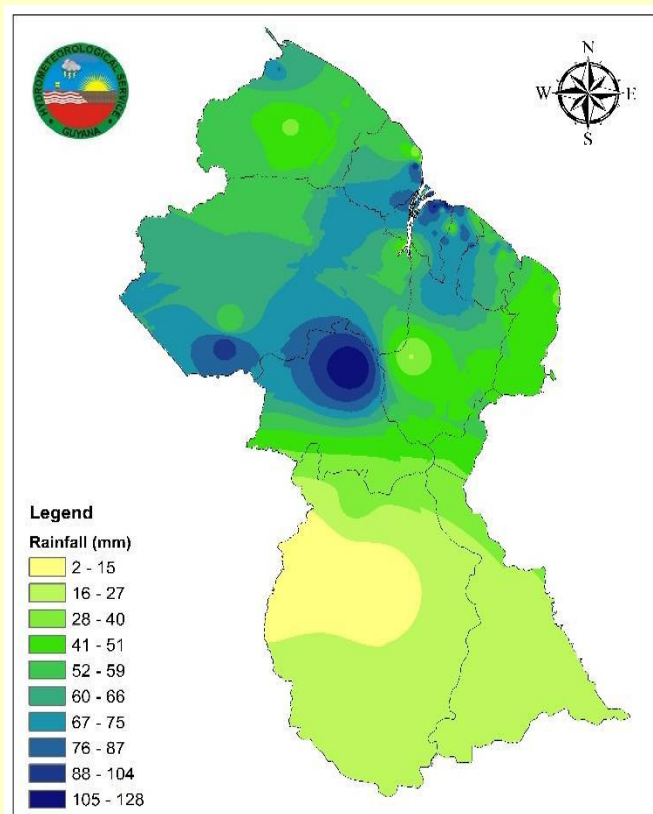 HYDROMETEOROLOGICAL SERVICE
GUYANA
N
W E
S
Legend
Rainfall (mm)
2 - 15
16 - 27
28 - 40
41 - 51
52 - 59
60 - 66
67 - 75
76 - 87
88 - 104
105 - 128